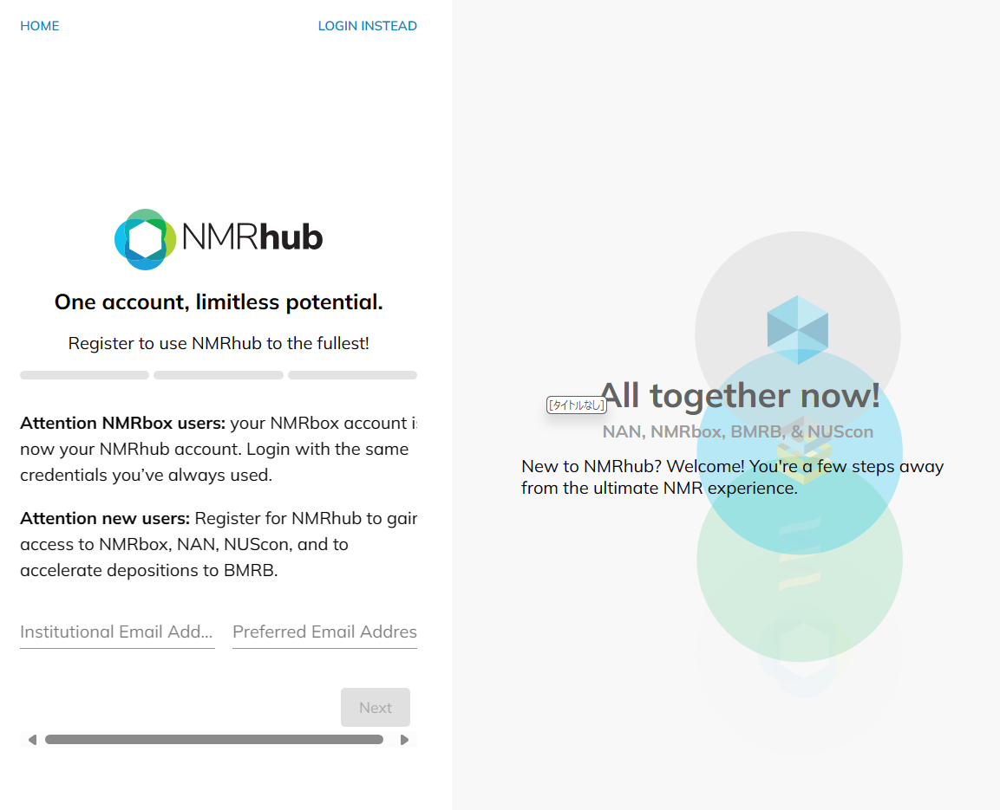 HOME
LOGIN INSTEAD
NMRhub
One account, limitless potential.
Register to use NMRhub to the fullest!
Attention NMRbox users: your NMRbox account is
now your NMRhub account. Login with the same
credentials you’ve always used.
Attention new users: Register for NMRhub to gain
access to NMRbox, NAN, NUScon, and to
accelerate depositions to BMRB.
Institutional Email Add...
Preferred Email Addres
Next
All together now!
[タイトルなし]
NAN, NMRbox, BMRB, & NUScon
New to NMRhub? Welcome! You're a few steps away
from the ultimate NMR experience.